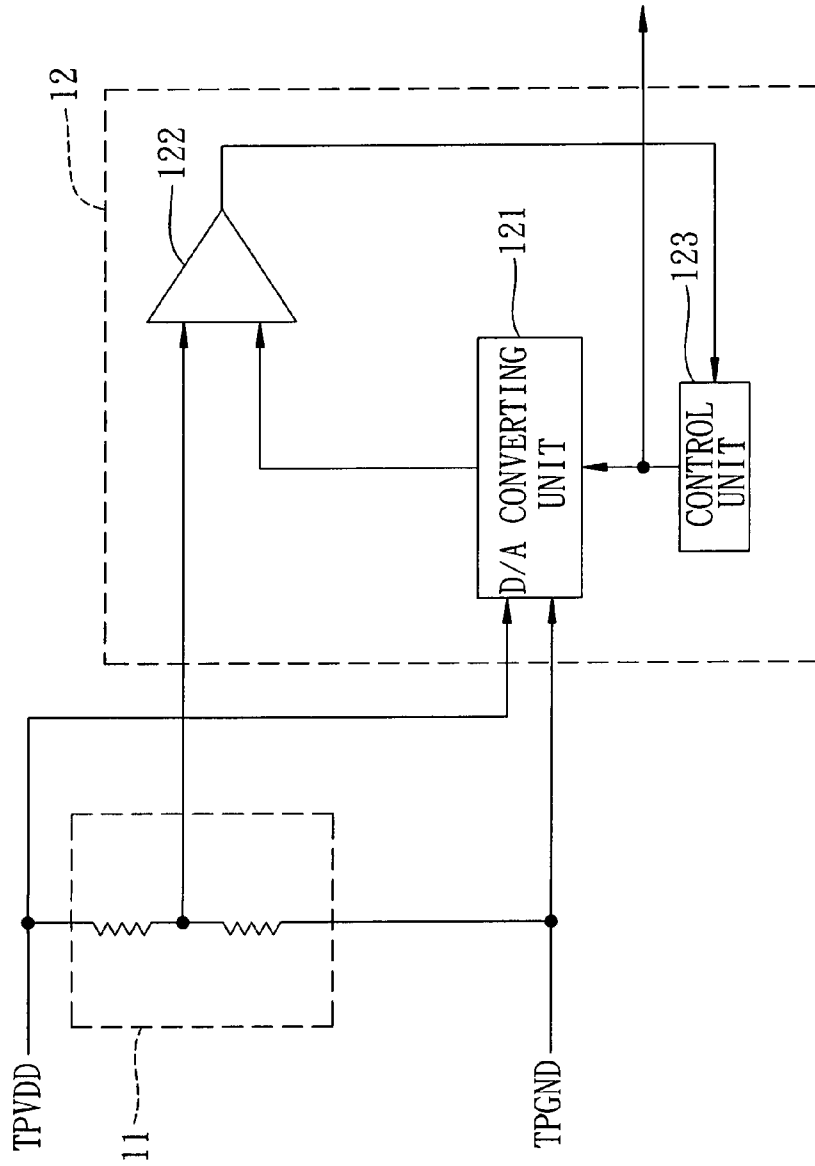 12
122
121
D/A CONVERTING
UNIT
123
CONTROL
UNIT
TPVDD
11
TPGND